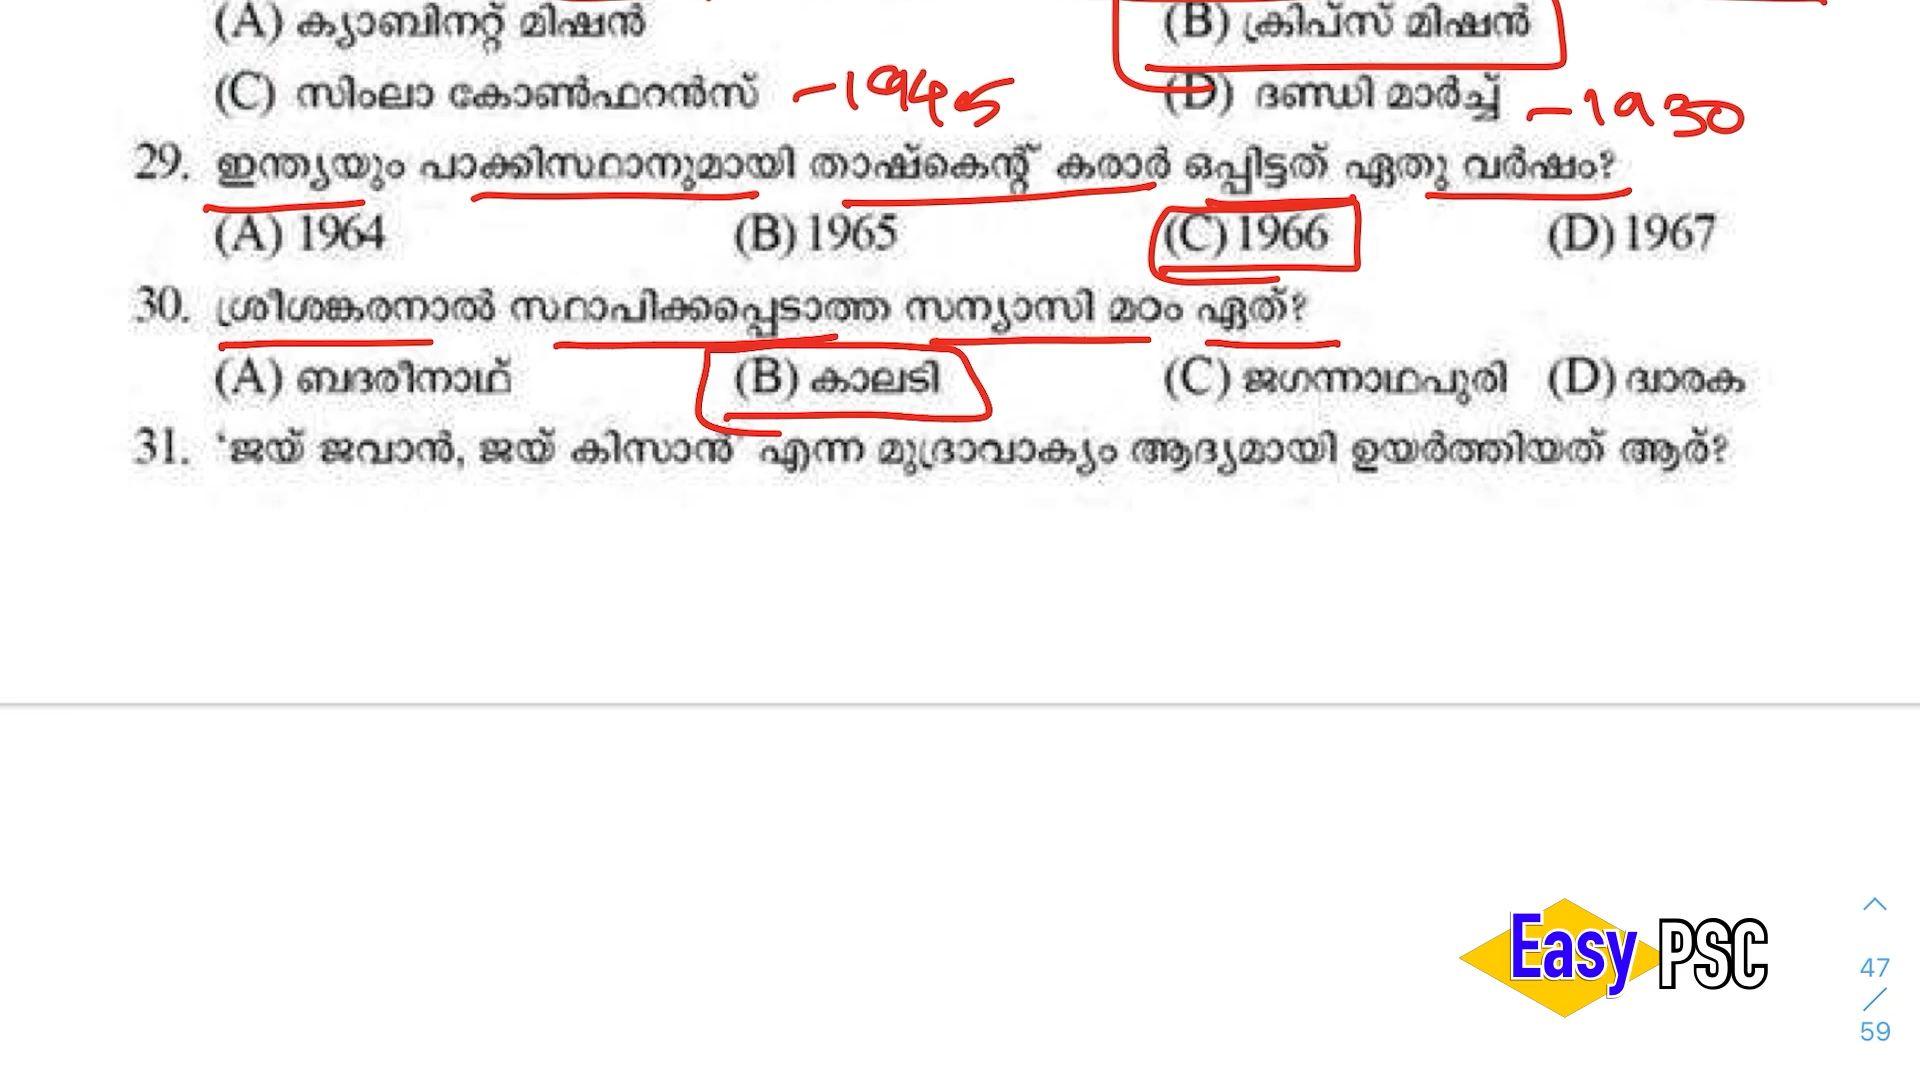 (A) ക്യാബിനറ്റ് മിഷൻ (B) ക്രിപ്സ് മിഷൻ
(C) സിംലാ കോൺഫറൻസ് -1945 (D) ദണ്ഡി മാർച്ച് -1930
29. ഇന്ത്യയും പാക്കിസ്ഥാനുമായി താഷ്കെന്റ് കരാർ ഒപ്പിട്ടത് ഏതു വർഷം?
(A) 1964 (B) 1965 (C) 1966 (D) 1967
30. ശ്രീശങ്കരനാൽ സ്ഥാപിക്കപ്പെടാത്ത സന്യാസി മഠം ഏത്?
(A) ബദരീനാഥ് (B) കാലടി (C) ജഗന്നാഥപുരി (D) ദ്വാരക
31. 'ജയ് ജവാൻ, ജയ് കിസാൻ' എന്ന മുദ്രാവാക്യം ആദ്യമായി ഉയർത്തിയത് ആര്?
Easy PSC
47
/
59